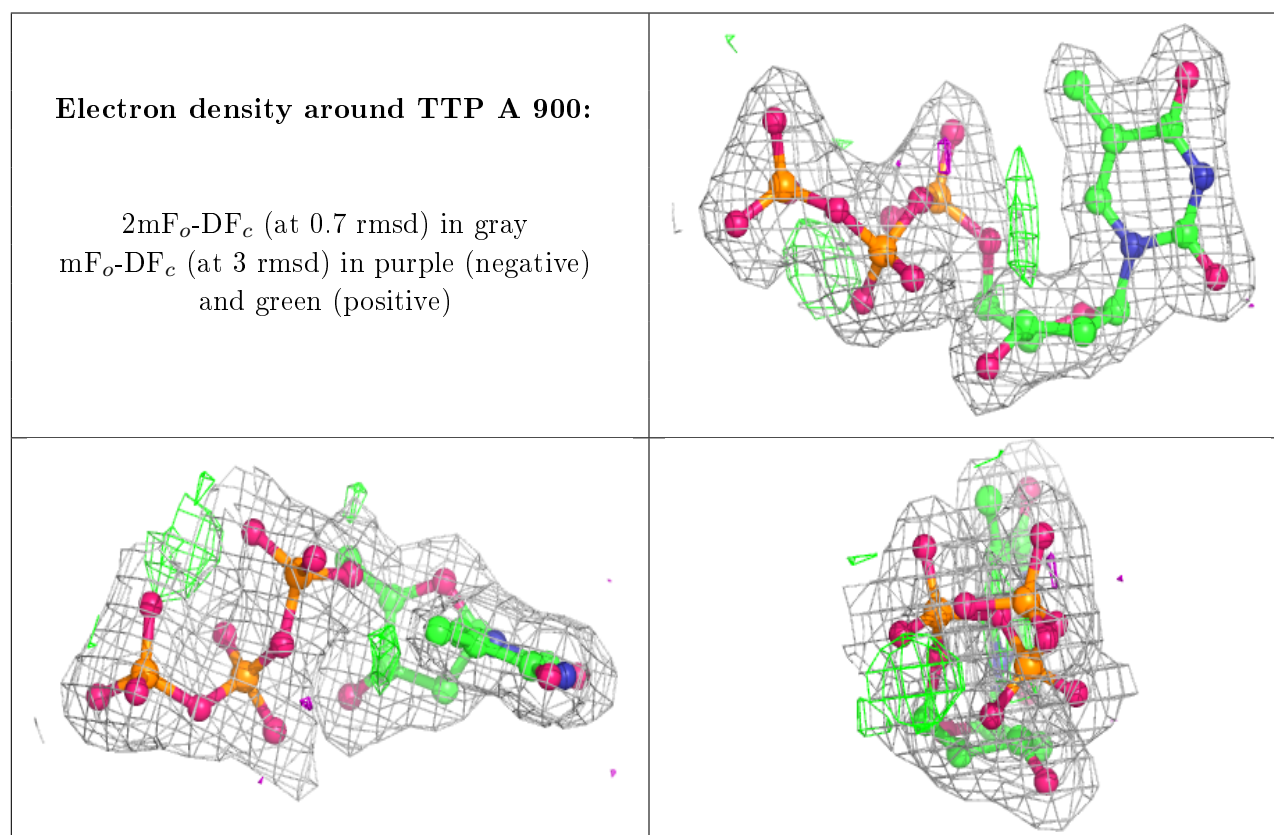 Electron density around TTP A 900:
2mFo-DFc (at 0.7 rmsd) in gray
mFo-DFc (at 3 rmsd) in purple (negative)
and green (positive)